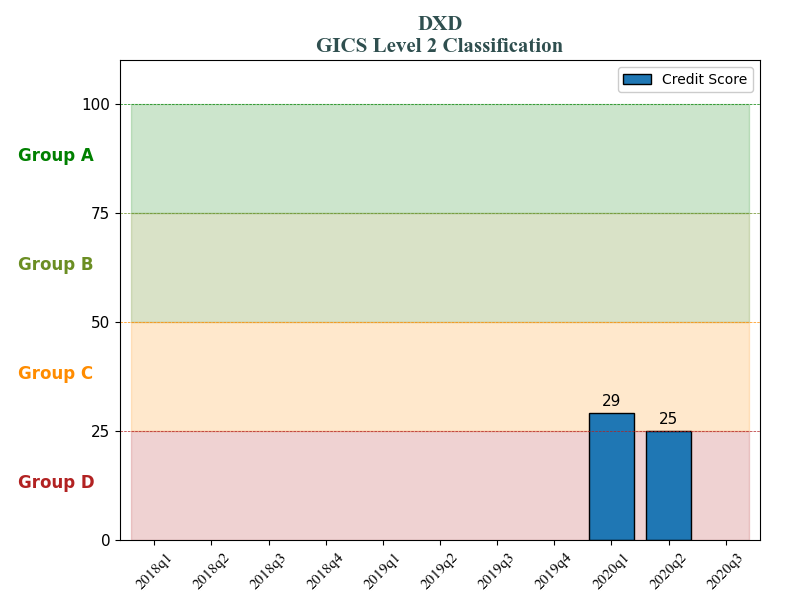 DXD
GICS Level 2 Classification
Credit Score
100
Group A
75
Group B
50
Group C
29
25
25
Group D
0
2018q1
2018q2
2018q3
2018q4
2019q1
2019q2
2019q3
2019q4
2020q1
2020q2
2020q3